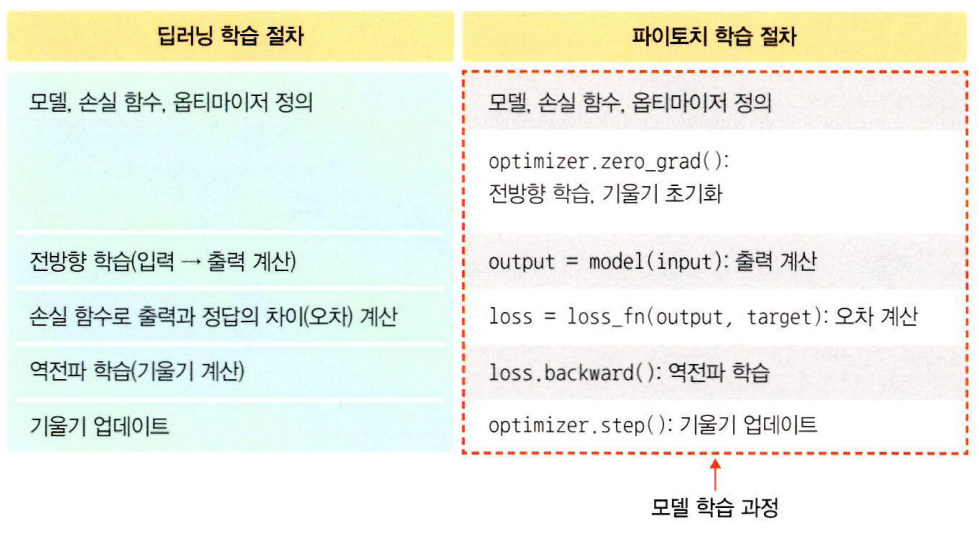 딥러닝 학습 절차
파이토치 학습 절차
모델, 손실 함수, 옵티마이저 정의
모델, 손실 함수, 옵티마이저 정의
optimizer.zero_grad():
전방향 학습, 기울기 초기화
전방향 학습(입력 → 출력 계산)
output = model(input): 출력 계산
손실 함수로 출력과 정답의 차이(오차) 계산
loss = loss_fn(output, target): 오차 계산
역전파 학습(기울기 계산)
loss.backward(): 역전파 학습
기울기 업데이트
optimizer.step(): 기울기 업데이트
모델 학습 과정